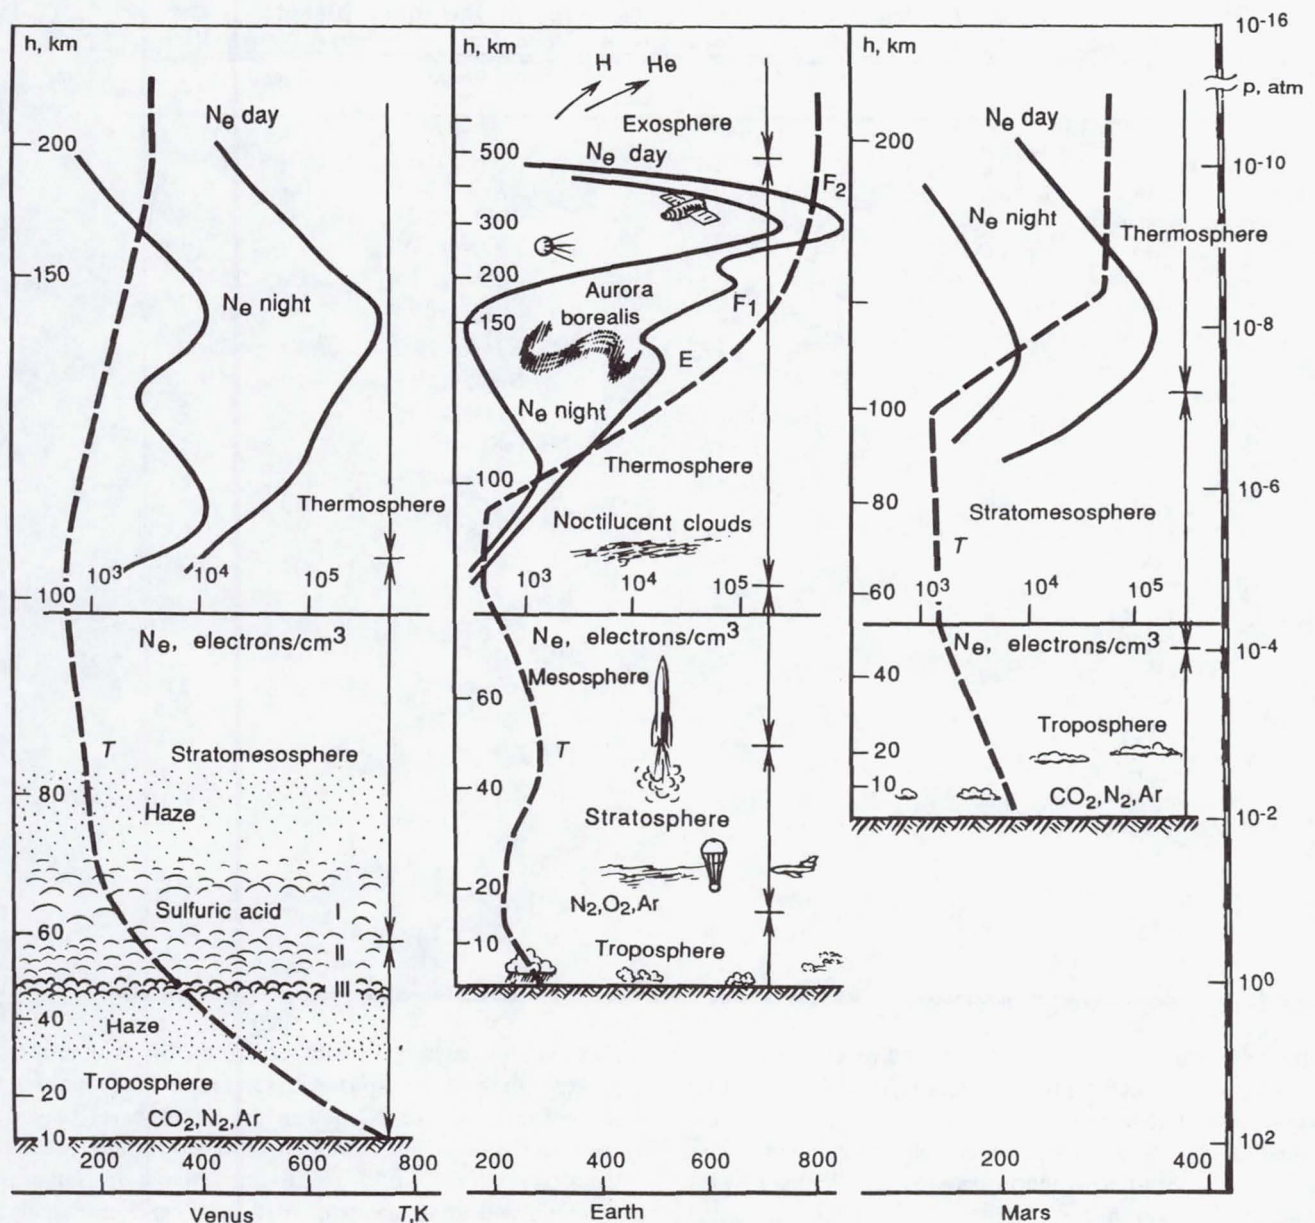 h, km
200
150
100
80
60
40
20
10
Nₑ day
Nₑ night
Thermosphere
10³ 10⁴ 10⁵
Nₑ, electrons/cm³
T
Stratomesosphere
Haze
Sulfuric acid
I
II
III
Haze
Troposphere
CO₂,N₂,Ar
200 400 600 800
Venus T,K
h, km
H He
Exosphere
500
300
200
150
100
60
40
20
10
Nₑ day
F₂
Aurora
borealis
F₁
E
Nₑ night
Thermosphere
Noctilucent clouds
10³ 10⁴ 10⁵
Nₑ, electrons/cm³
Mesosphere
T
Stratosphere
N₂,O₂,Ar
Troposphere
200 400 600 800
Earth
h, km
200
100
80
60
40
20
10
Nₑ day
Nₑ night
Thermosphere
Stratomesosphere
T
10³ 10⁴ 10⁵
Nₑ, electrons/cm³
Troposphere
CO₂,N₂,Ar
200 400
Mars
10⁻¹⁶
p, atm
10⁻¹⁰
10⁻⁸
10⁻⁶
10⁻⁴
10⁻²
10⁰
10²